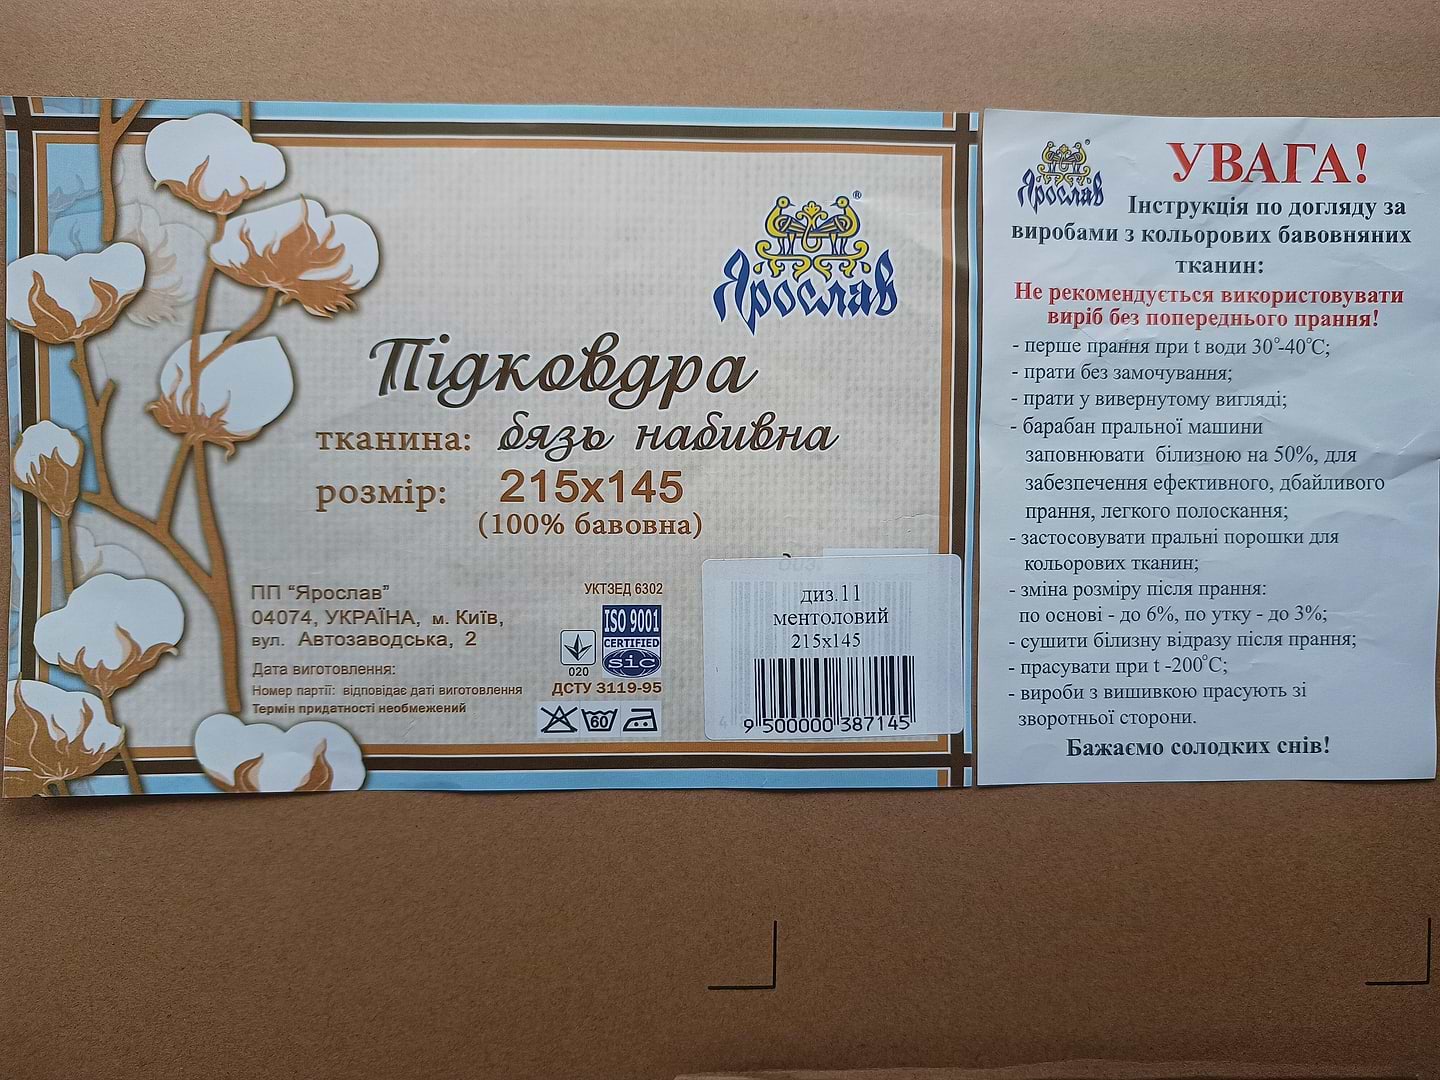 Ярослав ®
Підковдра
тканина: бязь набивна
розмір: 215х145
(100% бавовна)
ПП “Ярослав”
04074, УКРАЇНА, м. Київ,
вул. Автозаводська, 2
Дата виготовлення:
Номер партії: відповідає даті виготовлення
Термін придатності необмежений
УКТЗЕД 6302
ISO 9001
CERTIFIED
SIC
020
ДСТУ 3119-95
60
диз.
диз.11
ментоловий
215х145
9 500000 387145
Ярослав
УВАГА!
Інструкція по догляду за
виробами з кольорових бавовняних
тканин:
Не рекомендується використовувати
виріб без попереднього прання!
- перше прання при t води 30°-40°С;
- прати без замочування;
- прати у вивернутому вигляді;
- барабан пральної машини
заповнювати білизною на 50%, для
забезпечення ефективного, дбайливого
прання, легкого полоскання;
- застосовувати пральні порошки для
кольорових тканин;
- зміна розміру після прання:
по основі - до 6%, по утку - до 3%;
- сушити білизну відразу після прання;
- прасувати при t -200°С;
- вироби з вишивкою прасують зі
зворотньої сторони.
Бажаємо солодких снів!